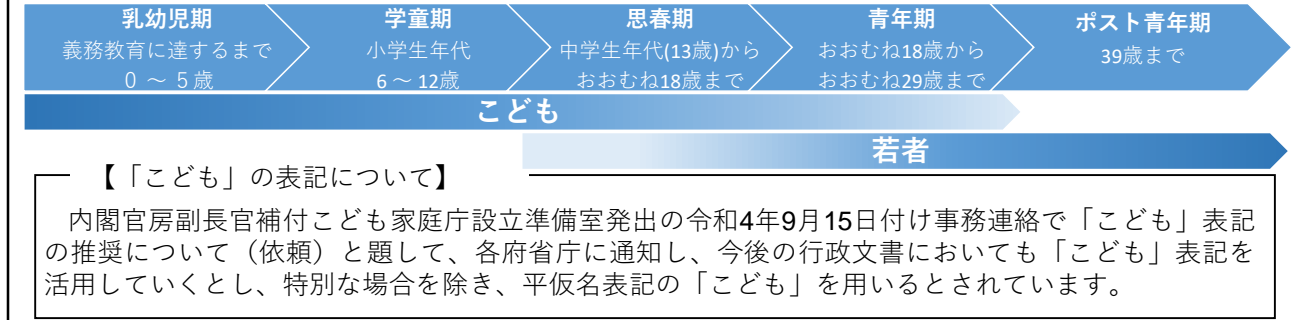 乳幼児期
義務教育に達するまで
０～５歳
学童期
小学生年代
6～12歳
思春期
中学生年代(13歳)から
おおむね18歳まで
青年期
おおむね18歳から
おおむね29歳まで
ポスト青年期
39歳まで
こども
若者
【「こども」の表記について】
内閣官房副長官補付こども家庭庁設立準備室発出の令和4年9月15日付け事務連絡で「こども」表記
の推奨について（依頼）と題して、各府省庁に通知し、今後の行政文書においても「こども」表記を
活用していくとし、特別な場合を除き、平仮名表記の「こども」を用いるとされています。